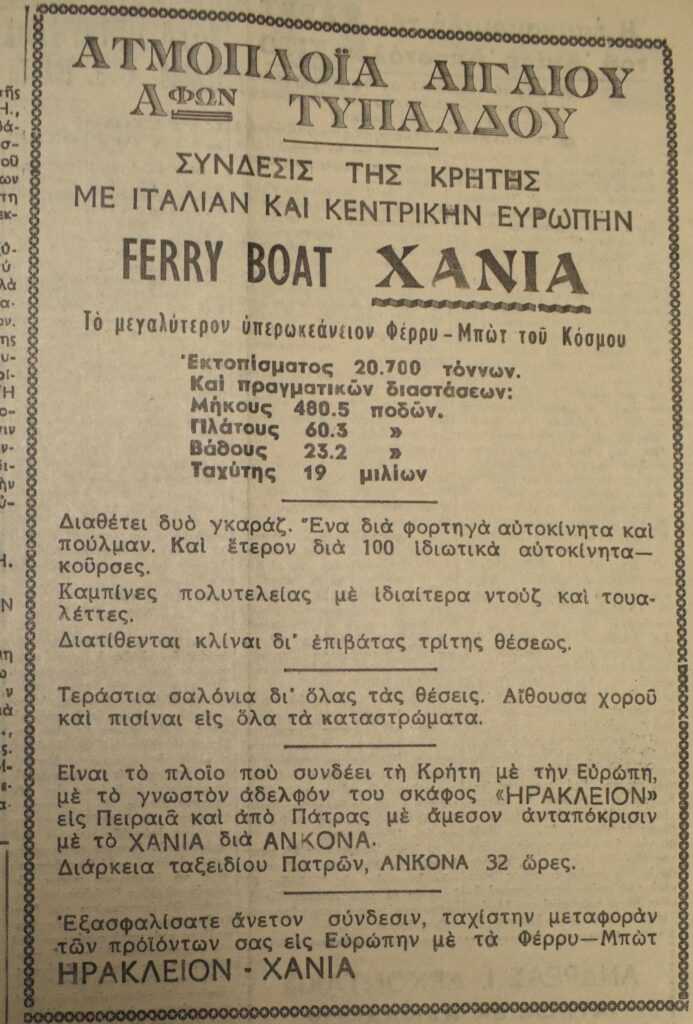 ΑΤΜΟΠΛΟΪΑ ΑΙΓΑΙΟΥ
ΑΦΩΝ ΤΥΠΑΛΔΟΥ
ΣΥΝΔΕΣΙΣ ΤΗΣ ΚΡΗΤΗΣ
ΜΕ ΙΤΑΛΙΑΝ ΚΑΙ ΚΕΝΤΡΙΚΗΝ ΕΥΡΩΠΗΝ
FERRY BOAT ΧΑΝΙΑ
Τὸ μεγαλύτερον ὑπερωκεάνειον Φέρρυ-Μπὼτ τοῦ Κόσμου
Ἐκτοπίσματος 20.700 τόννων.
Καὶ πραγματικῶν διαστάσεων:
Μήκους 480.5 ποδῶν.
Πλάτους 60.3 »
Βάθους 23.2 »
Ταχύτης 19 μιλίων
Διαθέτει δυὸ γκαράζ. Ἕνα διὰ φορτηγὰ αὐτοκίνητα καὶ
πούλμαν. Καὶ ἕτερον διὰ 100 ἰδιωτικὰ αὐτοκίνητα—
κοῦρσες.
Καμπίνες πολυτελείας μὲ ἰδιαίτερα ντοὺζ καὶ τουα-
λέττες.
Διατίθενται κλίναι δι' ἐπιβάτας τρίτης θέσεως.
Τεράστια σαλόνια δι' ὅλας τὰς θέσεις. Αἴθουσα χοροῦ
καὶ πισίναι εἰς ὅλα τὰ καταστρώματα.
Εἶναι τὸ πλοῖο ποὺ συνδέει τὴ Κρήτη μὲ τὴν Εὐρώπη,
μὲ τὸ γνωστὸν ἀδελφόν του σκάφος «ΗΡΑΚΛΕΙΟΝ»
εἰς Πειραιᾶ καὶ ἀπὸ Πάτρας μὲ ἄμεσον ἀνταπόκρισιν
μὲ τὸ ΧΑΝΙΑ διὰ ΑΝΚΟΝΑ.
Διάρκεια ταξειδίου Πατρῶν, ΑΝΚΟΝΑ 32 ὧρες.
Ἐξασφαλίσατε ἄνετον σύνδεσιν, ταχίστην μεταφορὰν
τῶν πρόϊόντων σας εἰς Εὐρώπην μὲ τὰ Φέρρυ—Μπὼτ
ΗΡΑΚΛΕΙΟΝ - ΧΑΝΙΑ